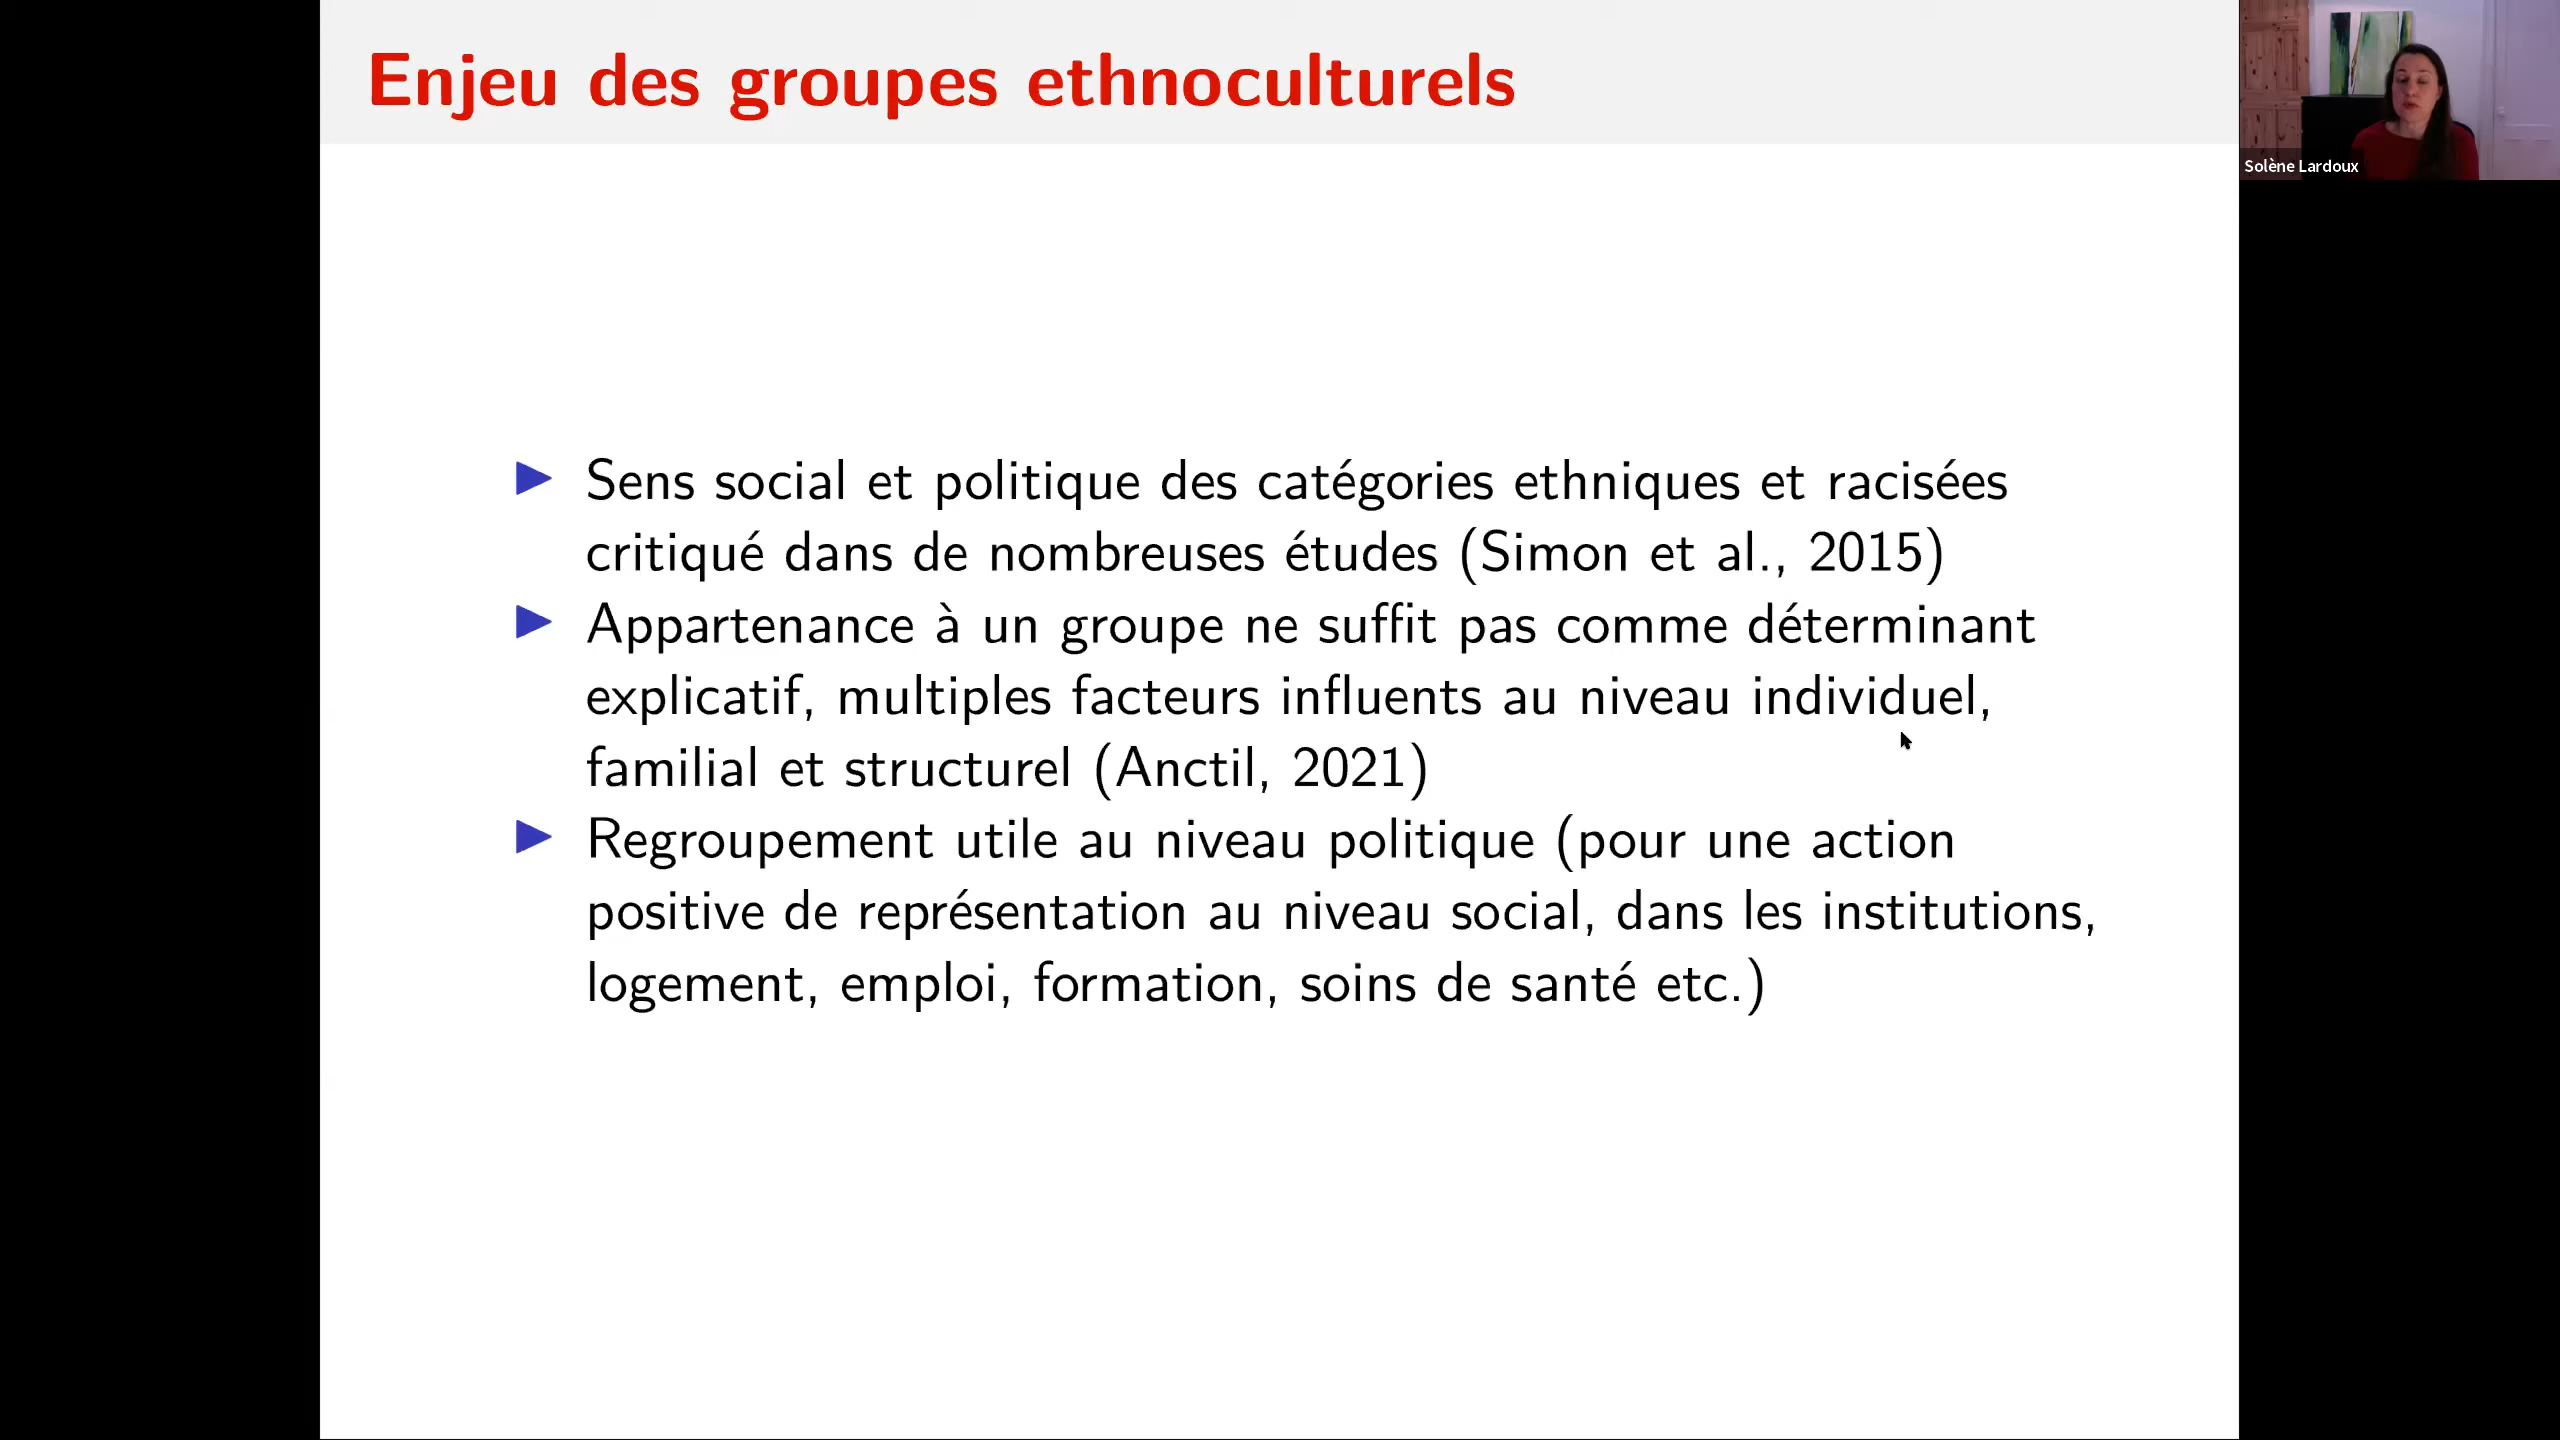 Enjeu des groupes ethnoculturels
Solène Lardoux
Sens social et politique des catégories ethniques et racisées
critiqué dans de nombreuses études (Simon et al., 2015)
Appartenance à un groupe ne suffit pas comme déterminant
explicatif, multiples facteurs influents au niveau individuel,
familial et structurel (Anctil, 2021)
Regroupement utile au niveau politique (pour une action
positive de représentation au niveau social, dans les institutions,
logement, emploi, formation, soins de santé etc.)